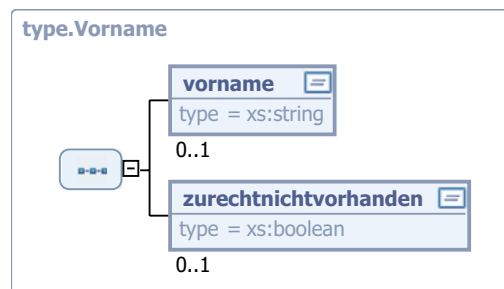 type.Vorname
vorname
type = xs:string
0..1
zurechtnichtvorhanden
type = xs:boolean
0..1